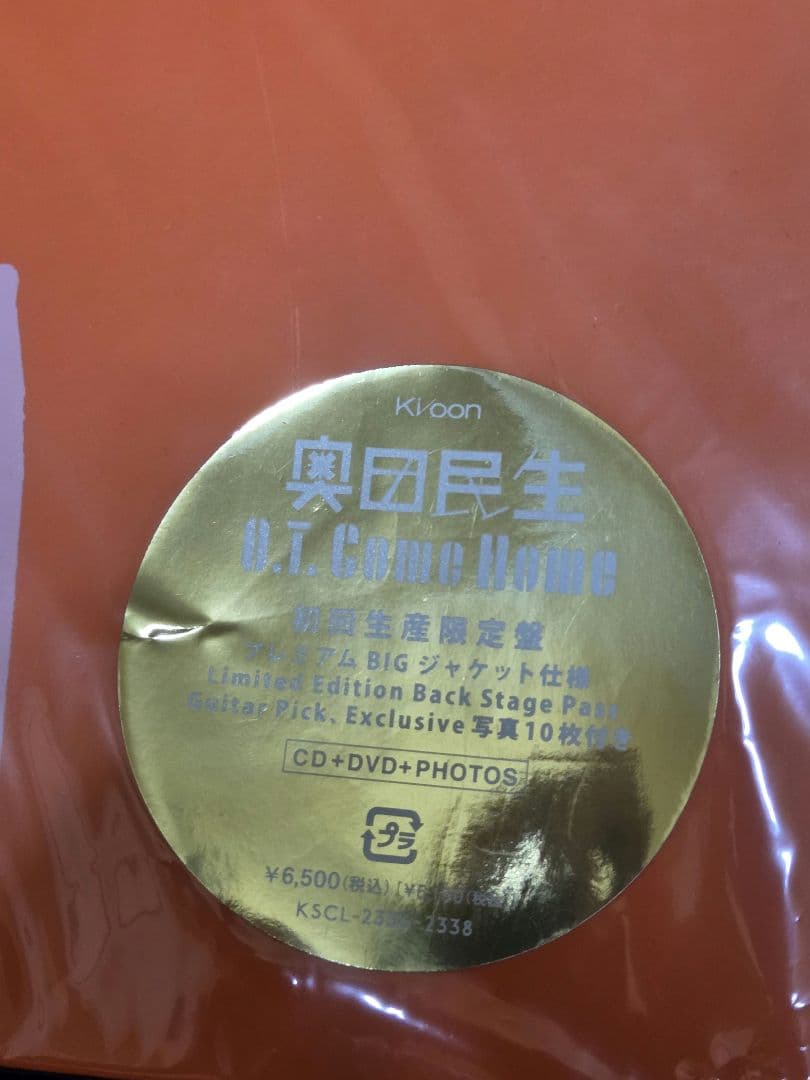 Ki/oon
奥田民生
O.T. Come Home
初回生産限定盤
プレミアム BIG ジャケット仕様
Limited Edition Back Stage Pass
Guitar Pick、Exclusive 写真10枚付き
CD+DVD+PHOTOS
プラ
￥6,500(税込)
KSCL-
2338